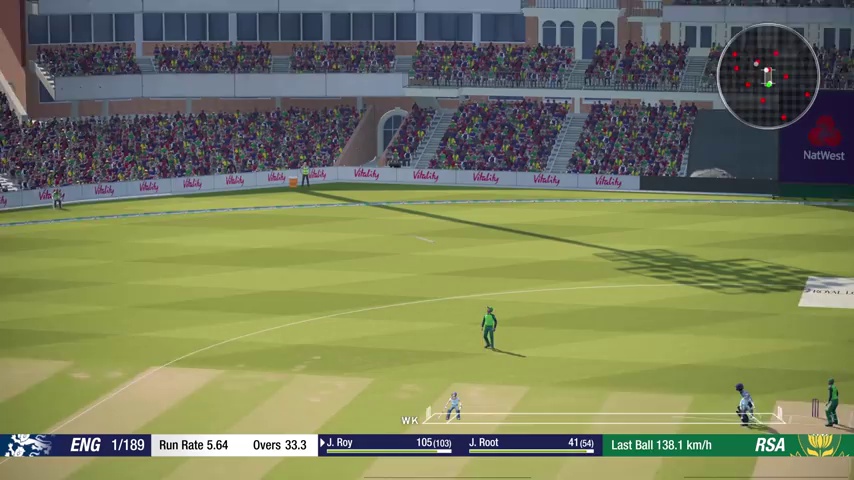 NatWest
Vitality Vitality Vitality Vitality Vitality Vitality Vitality Vitality Vitality Vitality
ROYAL L
WK
ENG 1/189 Run Rate 5.64 Overs 33.3 J. Roy 105 (103) J. Root 41 (54) Last Ball 138.1 km/h RSA